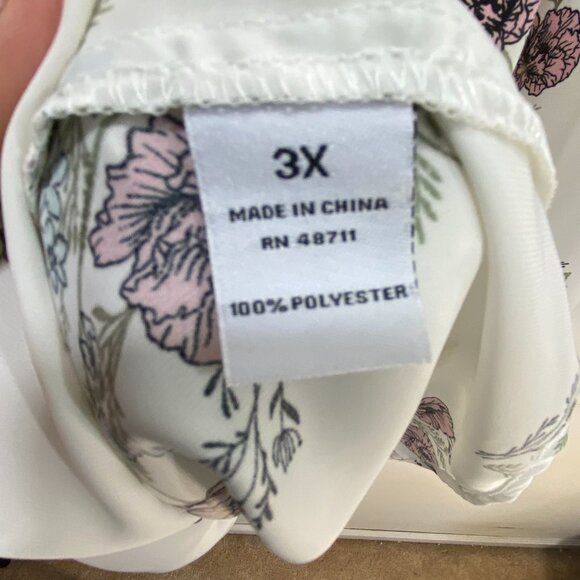 3X
MADE IN CHINA
RN 48711
100% POLYESTER